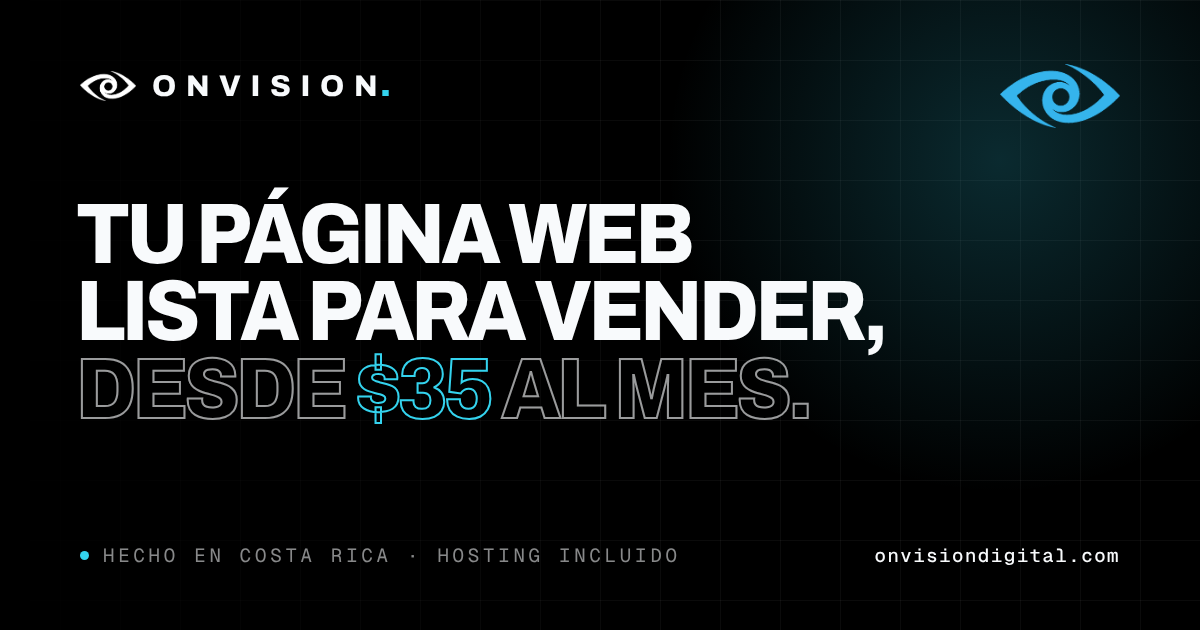 ONVISION.
TU PÁGINA WEB
LISTA PARA VENDER,
DESDE $35 AL MES.
HECHO EN COSTA RICA · HOSTING INCLUIDO
onvisiondigital.com